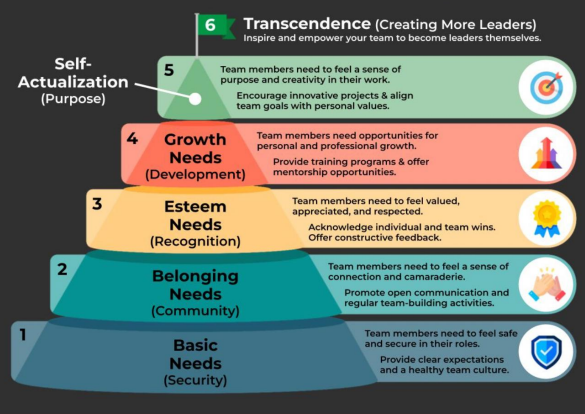 6 Transcendence (Creating More Leaders)
Inspire and empower your team to become leaders themselves.
Self-
Actualization
(Purpose)
5
Team members need to feel a sense of
purpose and creativity in their work.
Encourage innovative projects & align
team goals with personal values.
4
Growth
Needs
(Development)
Team members need opportunities for
personal and professional growth.
Provide training programs & offer
mentorship opportunities.
3
Esteem
Needs
(Recognition)
Team members need to feel valued,
appreciated, and respected.
Acknowledge individual and team wins.
Offer constructive feedback.
2
Belonging
Needs
(Community)
Team members need to feel a sense of
connection and camaraderie.
Promote open communication and
regular team-building activities.
1
Basic
Needs
(Security)
Team members need to feel safe
and secure in their roles.
Provide clear expectations
and a healthy team culture.